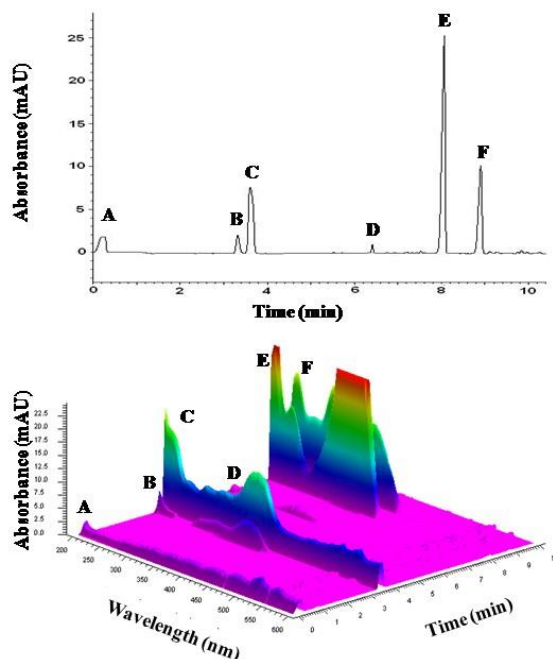 Absorbance (mAU)
25
20
15
10
5
0
A
B
C
D
E
F
0 2 4 6 8 10
Time (min)
Absorbance (mAU)
22.5
20.0
17.5
15.0
12.5
10.0
7.5
5.0
2.5
0.0
A
B
C
D
E
F
200 250 300 350 400 450 500 550 600
Wavelength (nm)
0 1 2 3 4 5 6 7 8 9
Time (min)